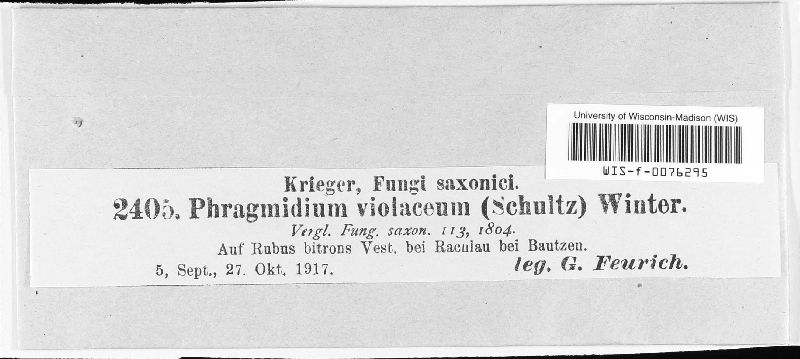 University of Wisconsin-Madison (WIS)
WIS-f-0076295
Krieger, Fungi saxonici.
2405. Phragmidium violaceum (Schultz) Winter.
Vergl. Fung. saxon. 113, 1804.
Auf Rubus bitrons Vest. bei Raculau bei Bautzen.
5, Sept., 27. Okt. 1917.
leg. G. Feurich.